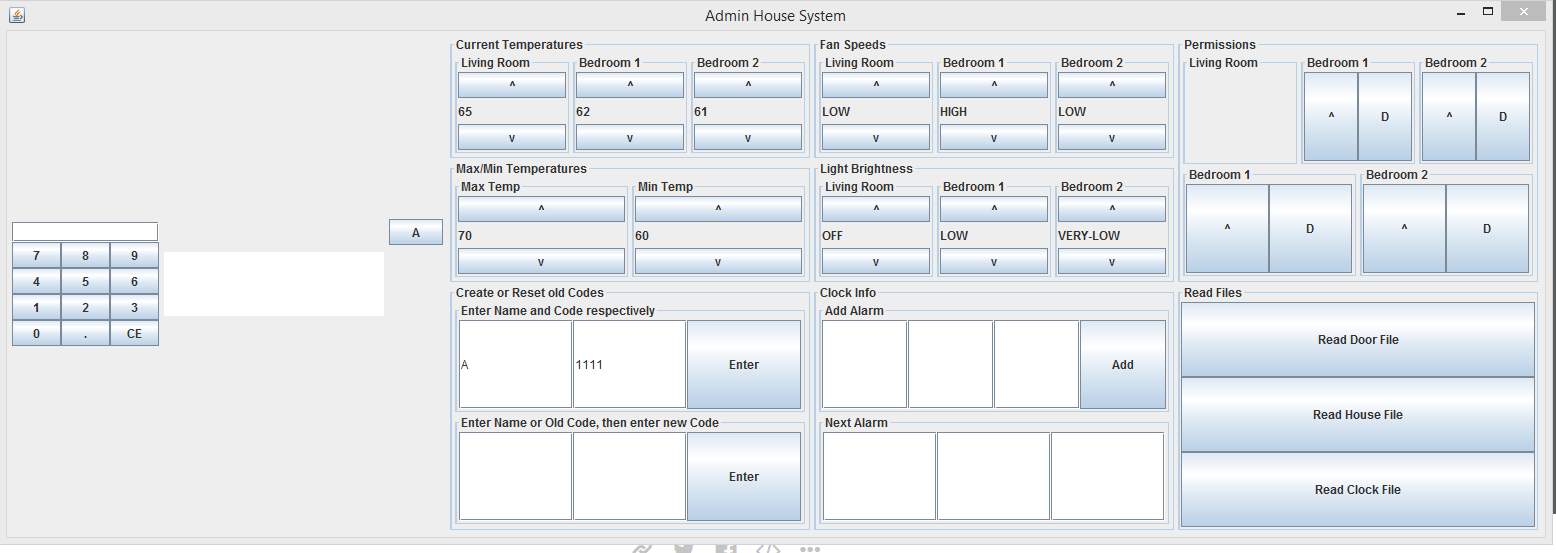 Admin House System
Current Temperatures
Living Room
^
65
v
Bedroom 1
^
62
v
Bedroom 2
^
61
v
Fan Speeds
Living Room
^
LOW
v
Bedroom 1
^
HIGH
v
Bedroom 2
^
LOW
v
Permissions
Living Room
Bedroom 1
^ D
Bedroom 2
^ D
Bedroom 1
^ D
Bedroom 2
^ D
Max/Min Temperatures
Max Temp
^
70
v
Min Temp
^
60
v
Light Brightness
Living Room
^
OFF
v
Bedroom 1
^
LOW
v
Bedroom 2
^
VERY-LOW
v
7 8 9
4 5 6
1 2 3
0 . CE
A
Create or Reset old Codes
Enter Name and Code respectively
A 1111 Enter
Enter Name or Old Code, then enter new Code
Enter
Clock Info
Add Alarm
Add
Next Alarm
Read Files
Read Door File
Read House File
Read Clock File